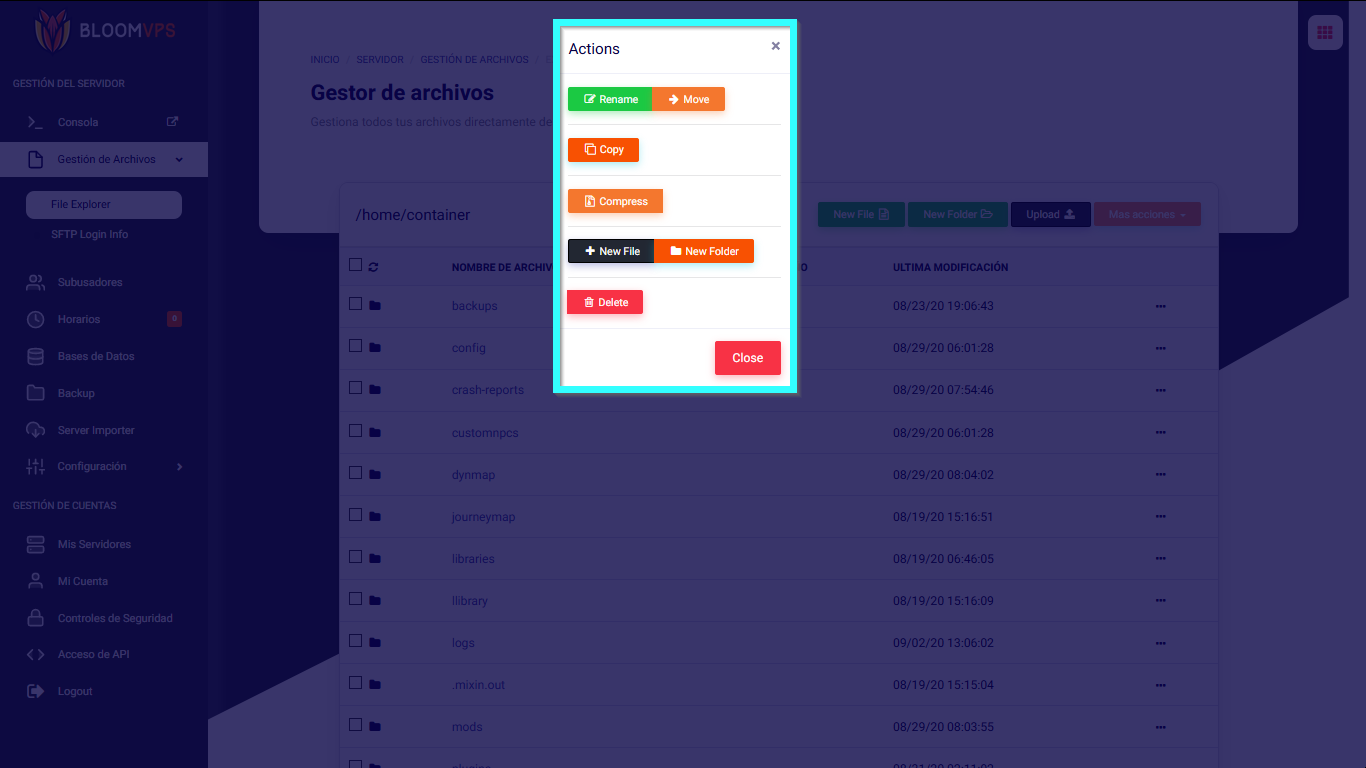 BLOOMVPS
GESTIÓN DEL SERVIDOR
Consola
Gestión de Archivos
File Explorer
SFTP Login Info
Subusadores
Horarios
0
Bases de Datos
Backup
Server Importer
Configuración
GESTIÓN DE CUENTAS
Mis Servidores
Mi Cuenta
Controles de Seguridad
Acceso de API
Logout
INICIO / SERVIDOR / GESTIÓN DE ARCHIVOS /
Gestor de archivos
Gestiona todos tus archivos directamente de
/home/container
New File
New Folder
Upload
Mas acciones
NOMBRE DE ARCHIV
ULTIMA MODIFICACIÓN
backups 08/23/20 19:06:43
config 08/29/20 06:01:28
crash-reports 08/29/20 07:54:46
customnpcs 08/29/20 06:01:28
dynmap 08/29/20 08:04:02
journeymap 08/19/20 15:16:51
libraries 08/19/20 06:46:05
llibrary 08/19/20 15:16:09
logs 09/02/20 13:06:02
.mixin.out 08/19/20 15:15:04
mods 08/29/20 08:03:55
Actions
×
Rename
Move
Copy
Compress
New File
New Folder
Delete
Close